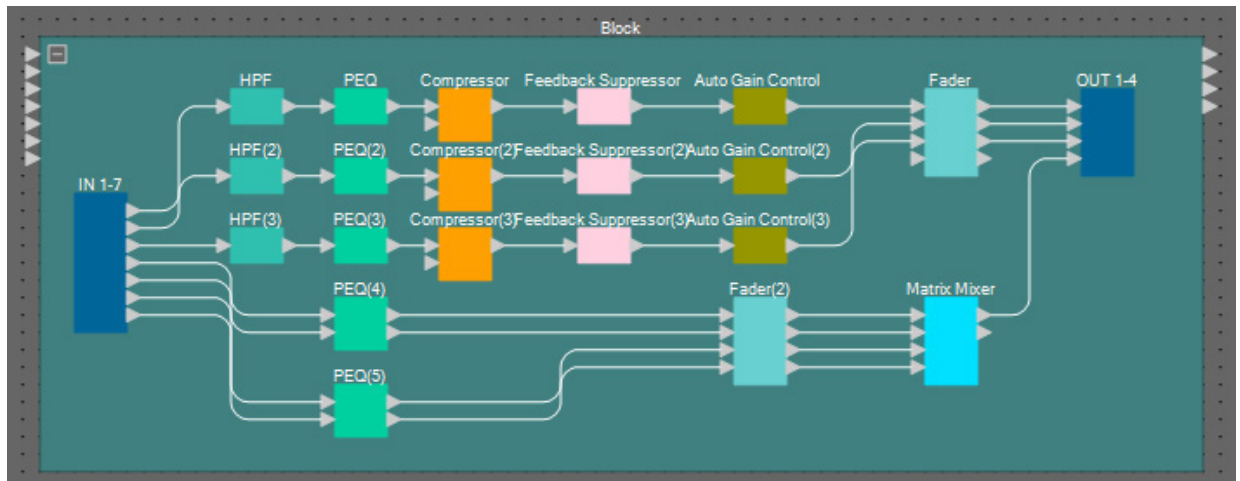 Block
HPF PEQ Compressor Feedback Suppressor Auto Gain Control Fader OUT 1-4
HPF(2) PEQ(2) Compressor(2) Feedback Suppressor(2) Auto Gain Control(2)
IN 1-7
HPF(3) PEQ(3) Compressor(3) Feedback Suppressor(3) Auto Gain Control(3)
PEQ(4) Fader(2) Matrix Mixer
PEQ(5)